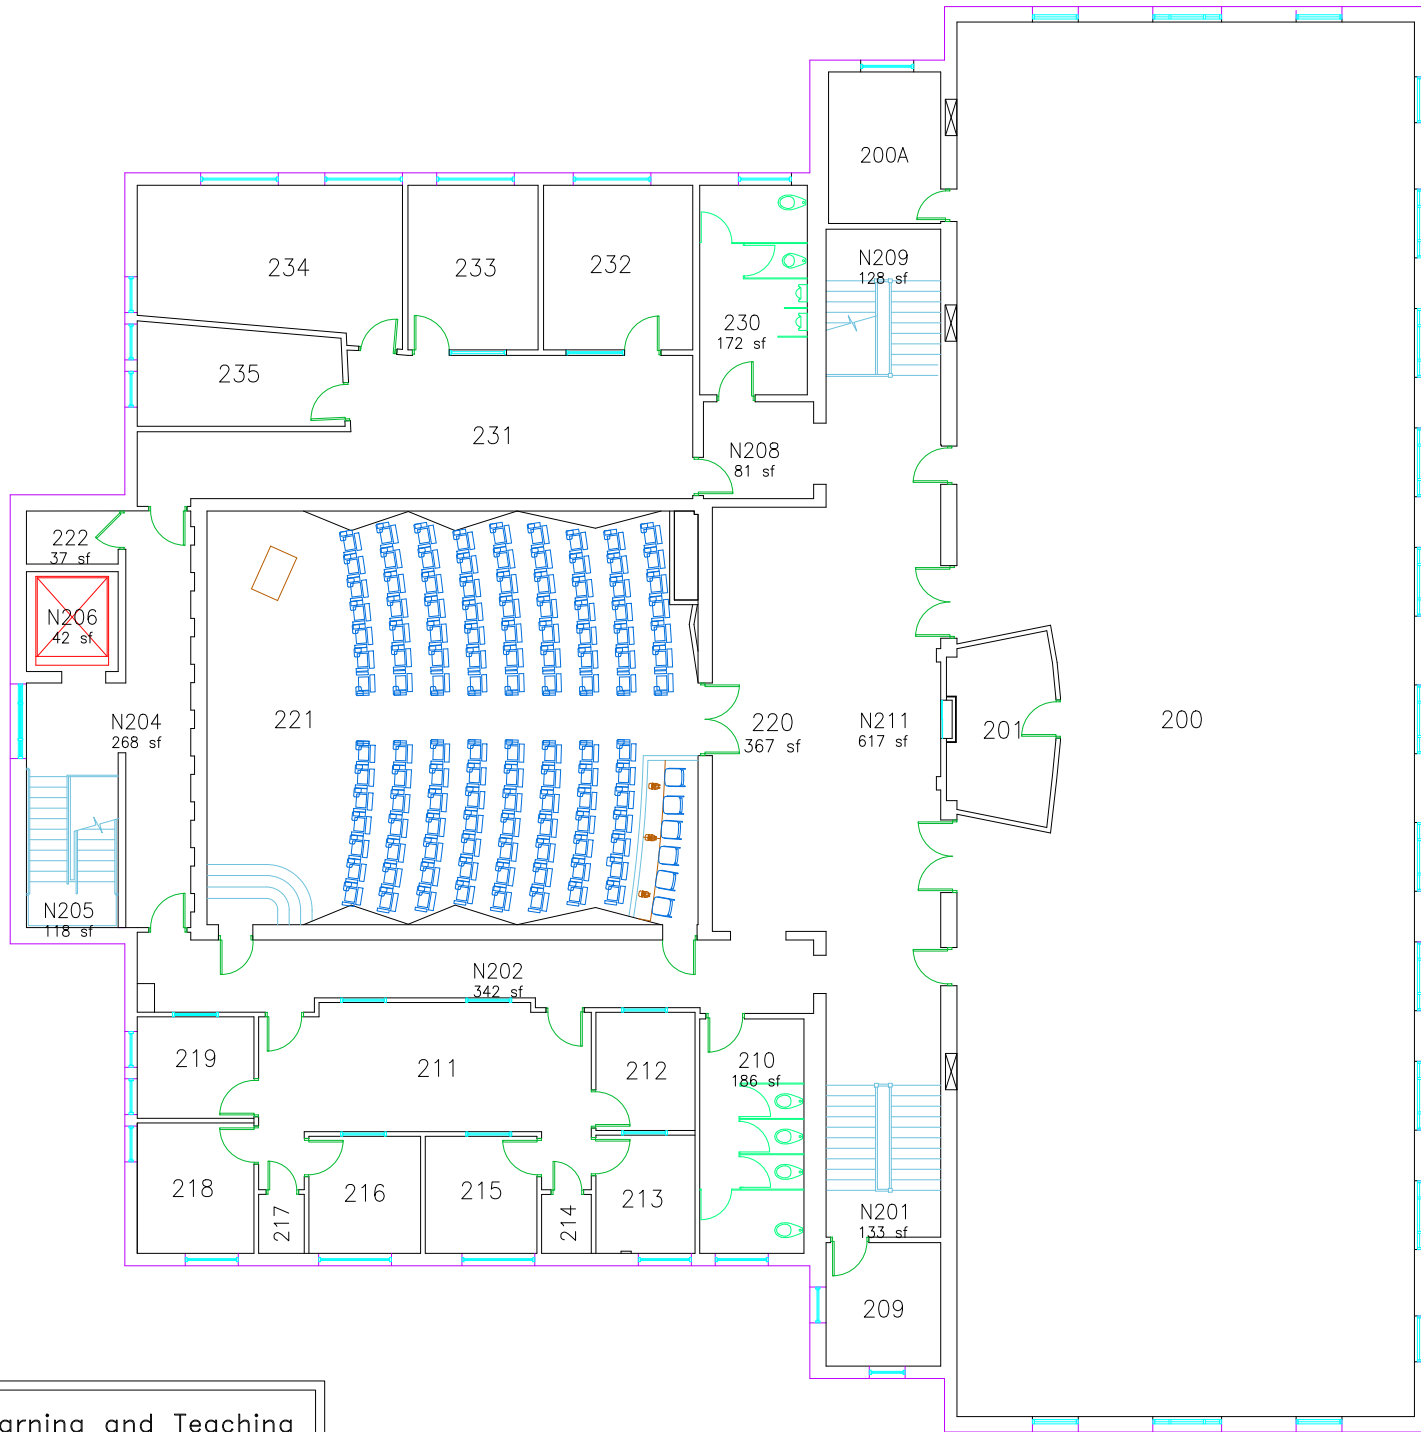 200A
N209
128 sf
234
233
232
230
172 sf
235
231
N208
81 sf
222
37 sf
N206
42 sf
N204
268 sf
221
220
367 sf
N211
617 sf
201
200
N205
118 sf
N202
342 sf
219
211
212
210
186 sf
218
217
216
215
214
213
N201
133 sf
209
arning and Teaching